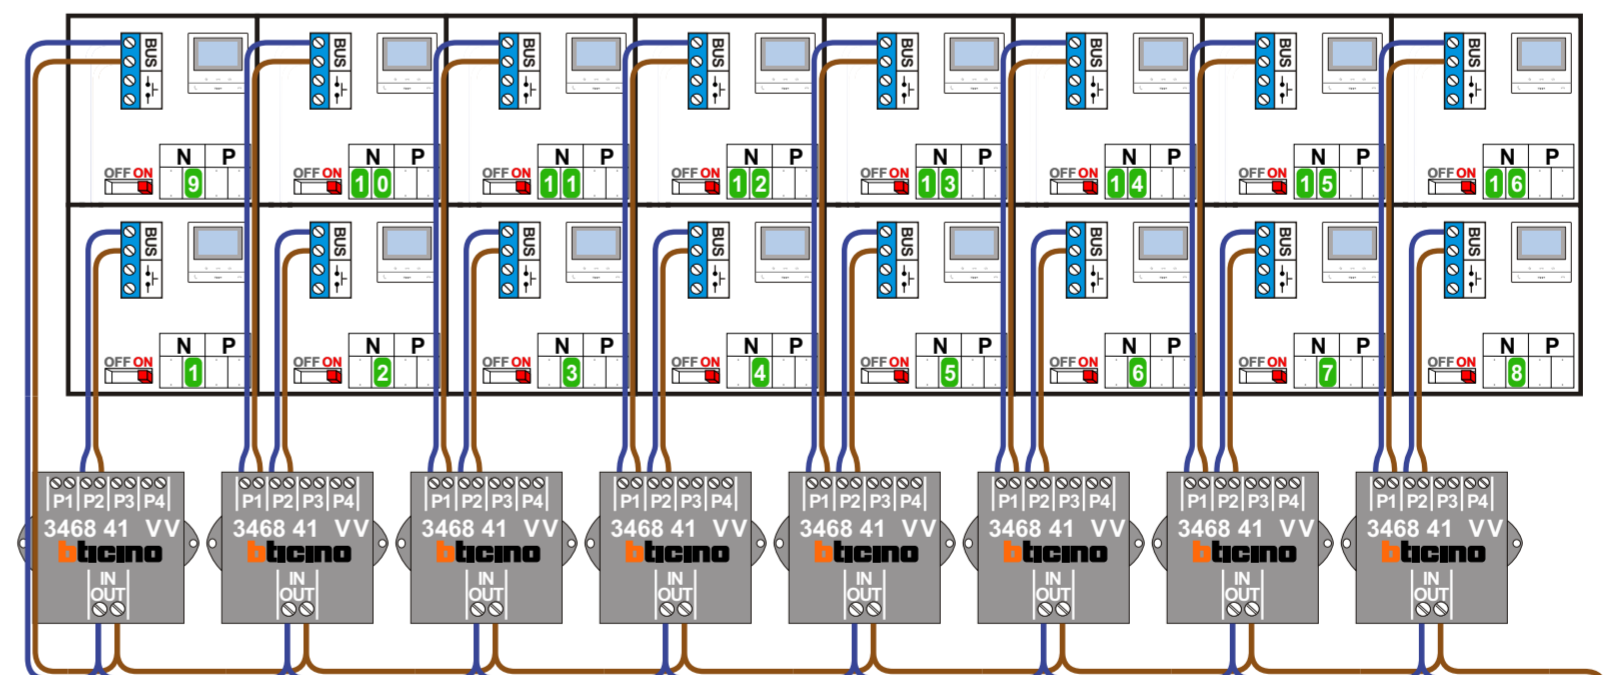 BUS BUS BUS BUS BUS BUS BUS BUS
N P N P N P N P N P N P N P N P
OFF ON 9 OFF ON 10 OFF ON 11 OFF ON 12 OFF ON 13 OFF ON 14 OFF ON 15 OFF ON 16
BUS BUS BUS BUS BUS BUS BUS BUS
N P N P N P N P N P N P N P N P
OFF ON 1 OFF ON 2 OFF ON 3 OFF ON 4 OFF ON 5 OFF ON 6 OFF ON 7 OFF ON 8
P1 P2 P3 P4 P1 P2 P3 P4 P1 P2 P3 P4 P1 P2 P3 P4 P1 P2 P3 P4 P1 P2 P3 P4 P1 P2 P3 P4 P1 P2 P3 P4
3468 41 VV 3468 41 VV 3468 41 VV 3468 41 VV 3468 41 VV 3468 41 VV 3468 41 VV 3468 41 VV
bticino bticino bticino bticino bticino bticino bticino bticino
IN IN IN IN IN IN IN IN
OUT OUT OUT OUT OUT OUT OUT OUT